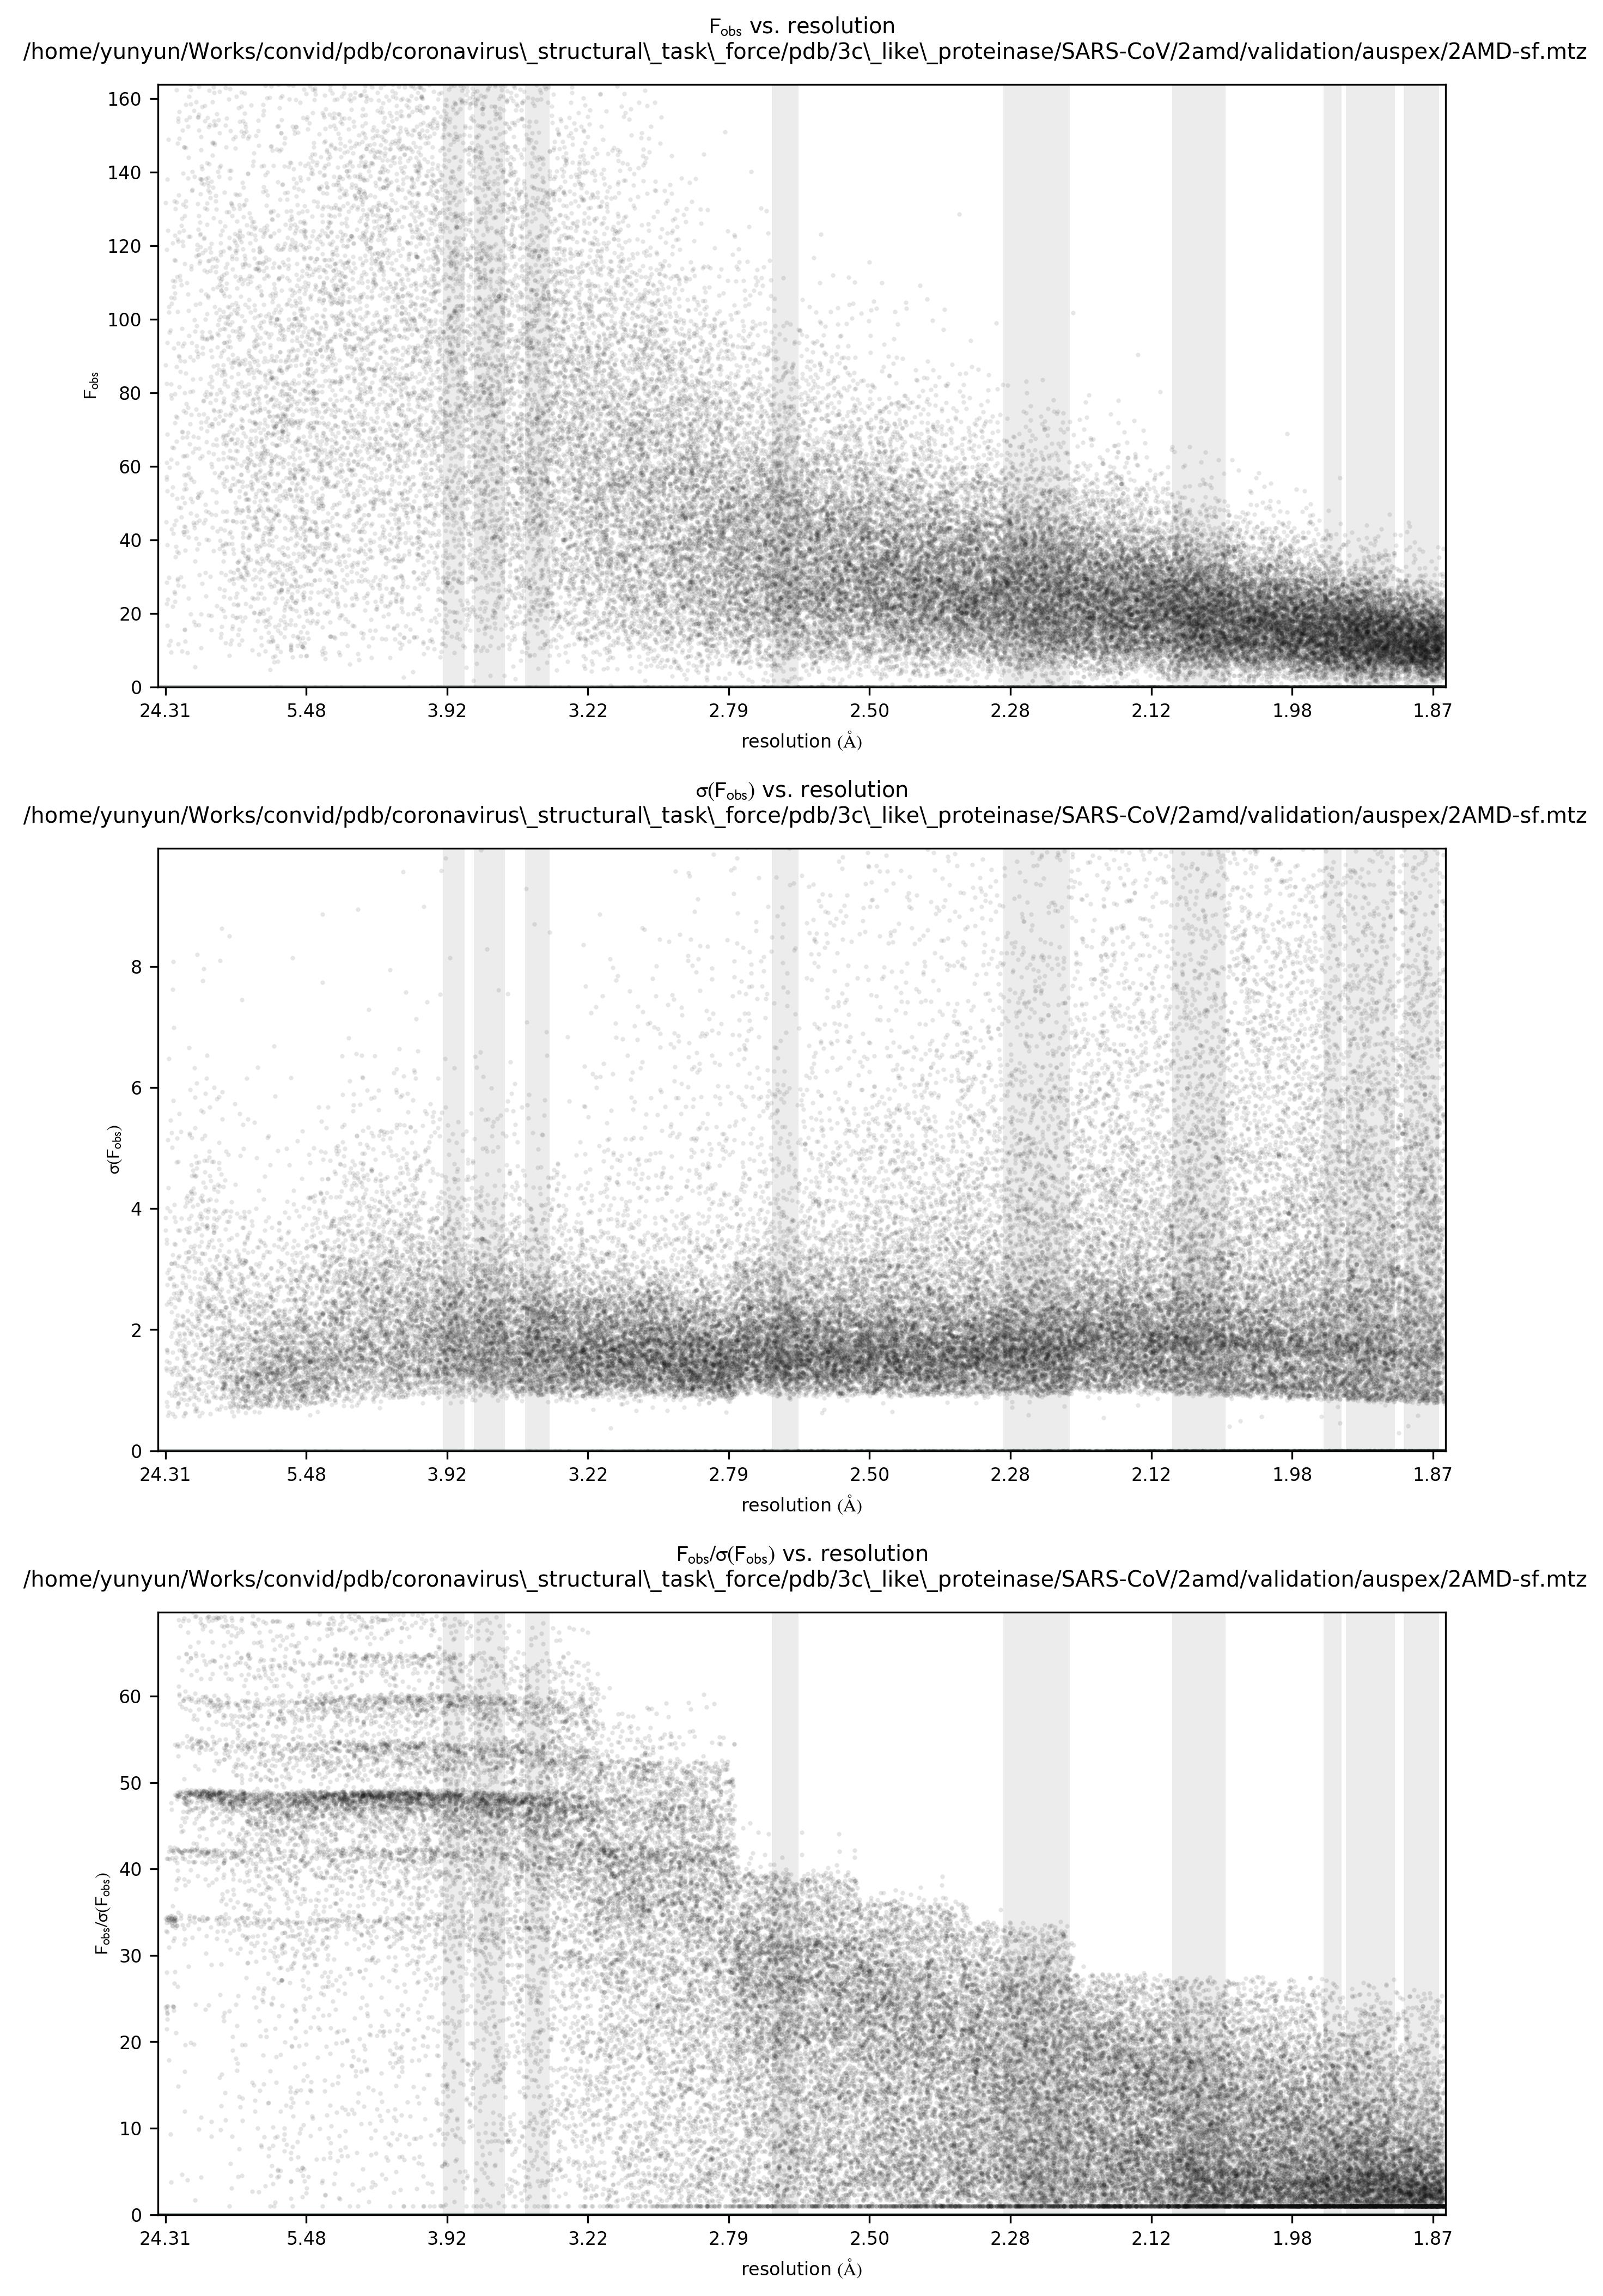 Fobs vs. resolution
/home/yunyun/Works/convid/pdb/coronavirus\_structural\_task\_force/pdb/3c\_like\_proteinase/SARS-CoV/2amd/validation/auspex/2AMD-sf.mtz
160
140
120
100
80
60
40
20
0
Fobs
24.31 5.48 3.92 3.22 2.79 2.50 2.28 2.12 1.98 1.87
resolution (Å)
σ(Fobs) vs. resolution
/home/yunyun/Works/convid/pdb/coronavirus\_structural\_task\_force/pdb/3c\_like\_proteinase/SARS-CoV/2amd/validation/auspex/2AMD-sf.mtz
8
6
4
2
0
σ(Fobs)
24.31 5.48 3.92 3.22 2.79 2.50 2.28 2.12 1.98 1.87
resolution (Å)
Fobs/σ(Fobs) vs. resolution
/home/yunyun/Works/convid/pdb/coronavirus\_structural\_task\_force/pdb/3c\_like\_proteinase/SARS-CoV/2amd/validation/auspex/2AMD-sf.mtz
60
50
40
30
20
10
0
Fobs/σ(Fobs)
24.31 5.48 3.92 3.22 2.79 2.50 2.28 2.12 1.98 1.87
resolution (Å)